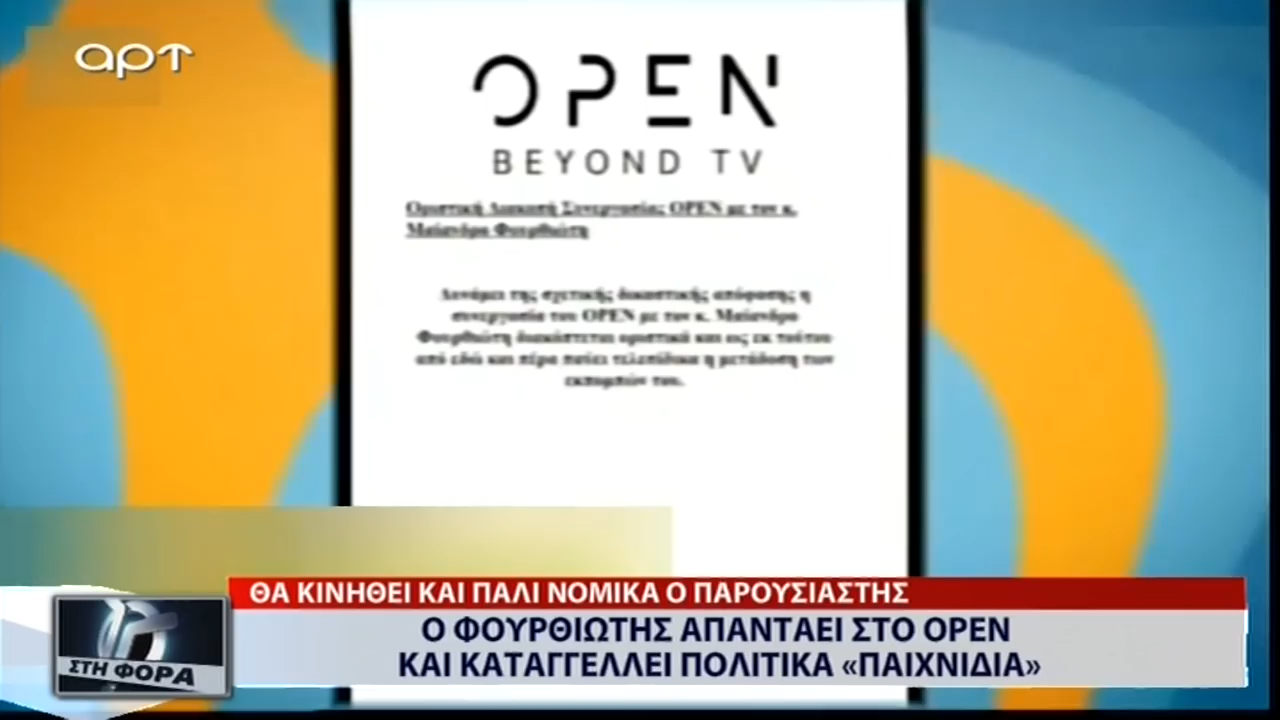 αρτ
OPEN
BEYOND TV
Οριστική Διακοπή Συνεργασίας OPEN με τον κ.
Μαίανδρο Φουρθιώτη
Δυνάμει της σχετικής δικαστικής απόφασης η
συνεργασία του OPEN με τον κ. Μαίανδρο
Φουρθιώτη διακόπτεται οριστικά και ως εκ τούτου
από εδώ και πέρα παύει τελεσίδικα η μετάδοση των
εκπομπών του.
ΘΑ ΚΙΝΗΘΕΙ ΚΑΙ ΠΑΛΙ ΝΟΜΙΚΑ Ο ΠΑΡΟΥΣΙΑΣΤΗΣ
Ο ΦΟΥΡΘΙΩΤΗΣ ΑΠΑΝΤΑΕΙ ΣΤΟ OPEN
ΚΑΙ ΚΑΤΑΓΓΕΛΛΕΙ ΠΟΛΙΤΙΚΑ «ΠΑΙΧΝΙΔΙΑ»
ΣΤΗ ΦΟΡΑ